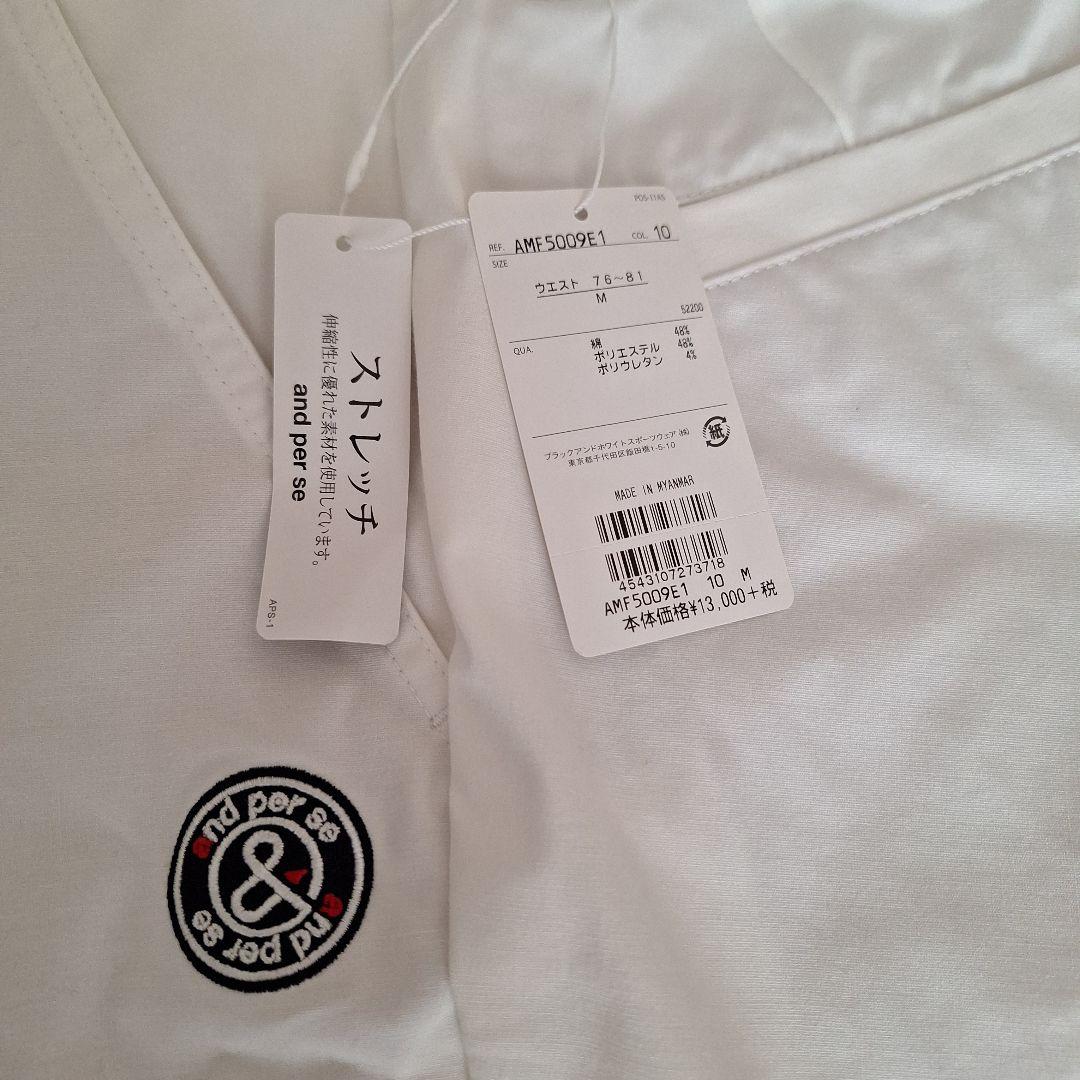 ストレッチ
伸縮性に優れた素材を使用しています。
and per se
APS-1
POS-11AS
REF. AMF5009E1 COL. 10
SIZE
ウエスト 76～81
M
52200
QUA. 綿 48%
ポリエステル 48%
ポリウレタン 4%
紙
ブラックアンドホワイトスポーツウェア(株)
東京都千代田区飯田橋1-5-10
MADE IN MYANMAR
4543107273718
AMF5009E1 10 M
本体価格¥13,000+税
and per se
&
and per se